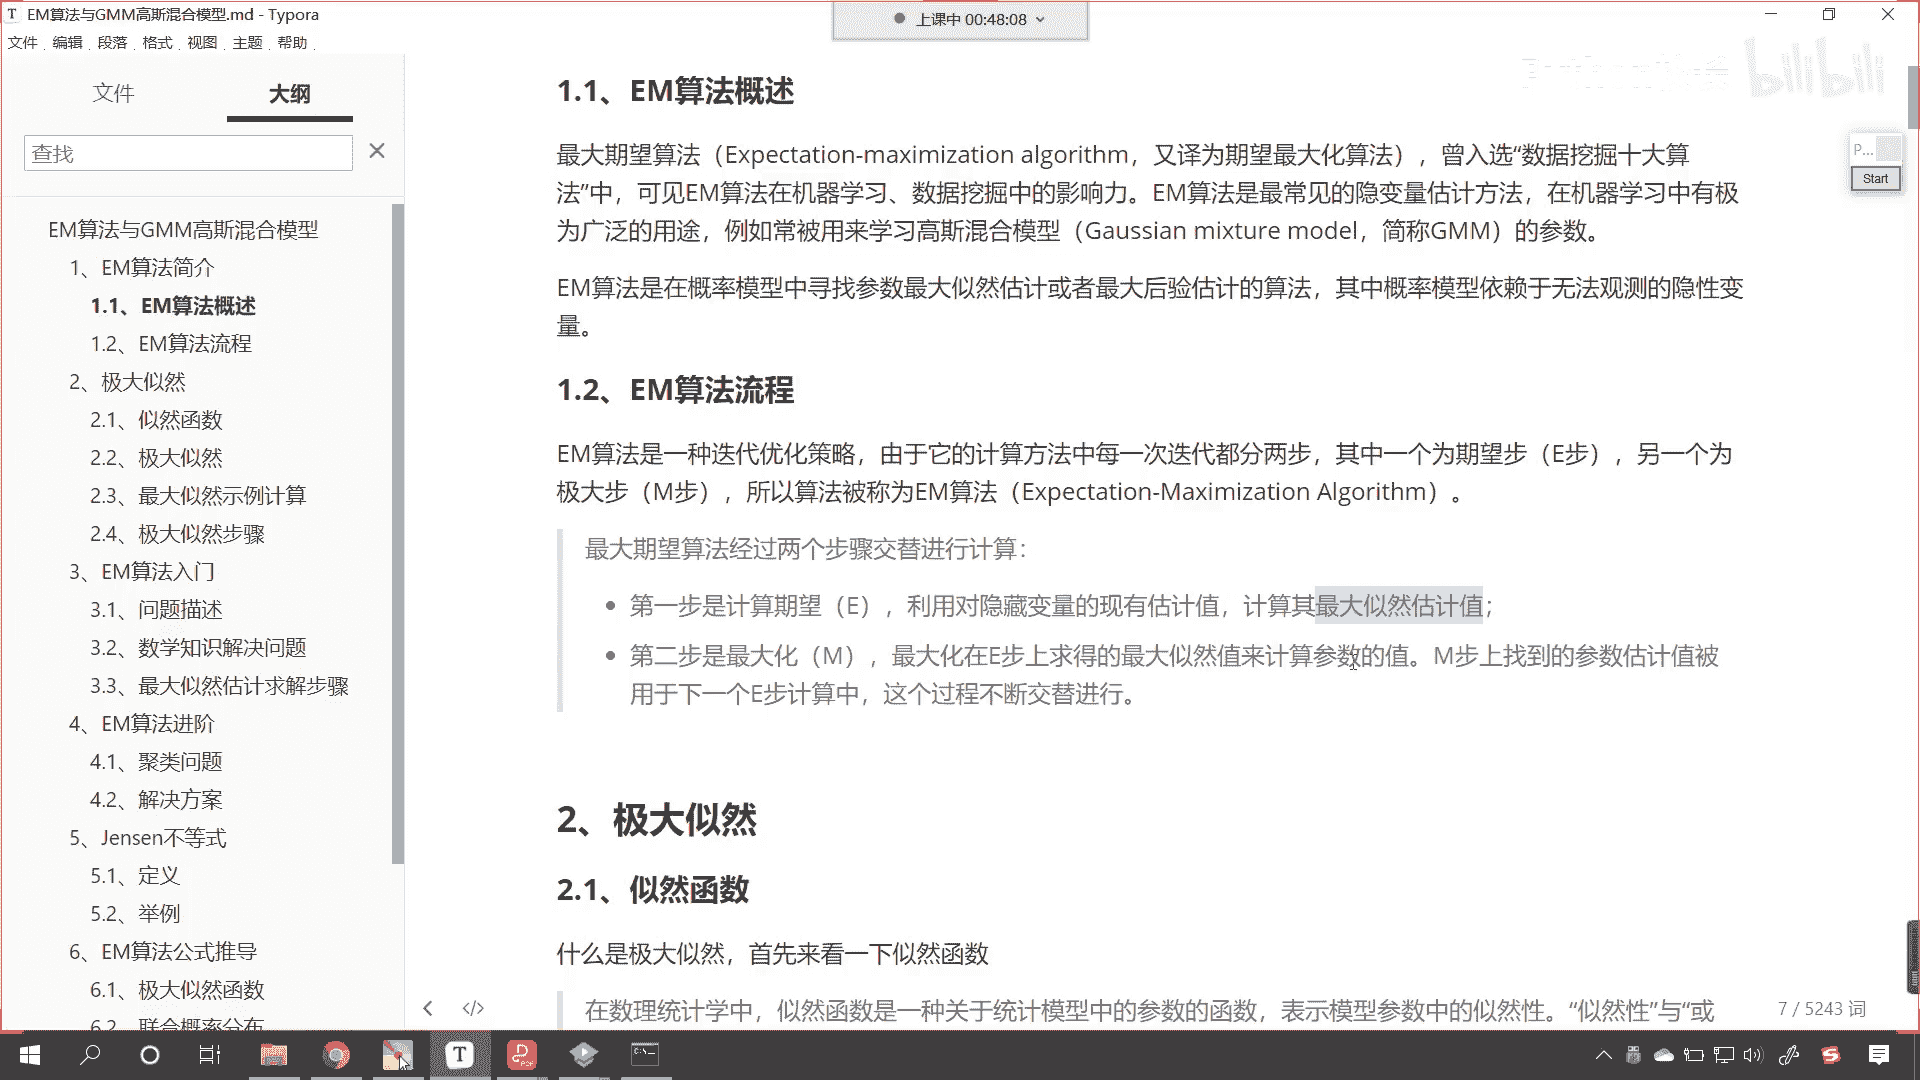 EM算法与GMM高斯混合模型.md - Typora
上课中 00:48:08
文件 编辑 段落 格式 视图 主题 帮助
文件
大纲
查找
EM算法与GMM高斯混合模型
1、EM算法简介
1.1、EM算法概述
1.2、EM算法流程
2、极大似然
2.1、似然函数
2.2、极大似然
2.3、最大似然示例计算
2.4、极大似然步骤
3、EM算法入门
3.1、问题描述
3.2、数学知识解决问题
3.3、最大似然估计求解步骤
4、EM算法进阶
4.1、聚类问题
4.2、解决方案
5、Jensen不等式
5.1、定义
5.2、举例
6、EM算法公式推导
6.1、极大似然函数
6.2、联合概率分布
1.1、EM算法概述
最大期望算法（Expectation-maximization algorithm，又译为期望最大化算法），曾入选“数据挖掘十大算
法”中，可见EM算法在机器学习、数据挖掘中的影响力。EM算法是最常见的隐变量估计方法，在机器学习中有极
为广泛的用途，例如常被用来学习高斯混合模型（Gaussian mixture model，简称GMM）的参数。
EM算法是在概率模型中寻找参数最大似然估计或者最大后验估计的算法，其中概率模型依赖于无法观测的隐性变
量。
1.2、EM算法流程
EM算法是一种迭代优化策略，由于它的计算方法中每一次迭代都分两步，其中一个为期望步（E步），另一个为
极大步（M步），所以算法被称为EM算法（Expectation-Maximization Algorithm）。
最大期望算法经过两个步骤交替进行计算：
第一步是计算期望（E），利用对隐藏变量的现有估计值，计算其最大似然估计值；
第二步是最大化（M），最大化在E步上求得的最大似然值来计算参数的值。M步上找到的参数估计值被
用于下一个E步计算中，这个过程不断交替进行。
2、极大似然
2.1、似然函数
什么是极大似然，首先来看一下似然函数
在数理统计学中，似然函数是一种关于统计模型中的参数的函数，表示模型参数中的似然性。“似然性”与“或
7 / 5243 词
bilibili
P...
Start